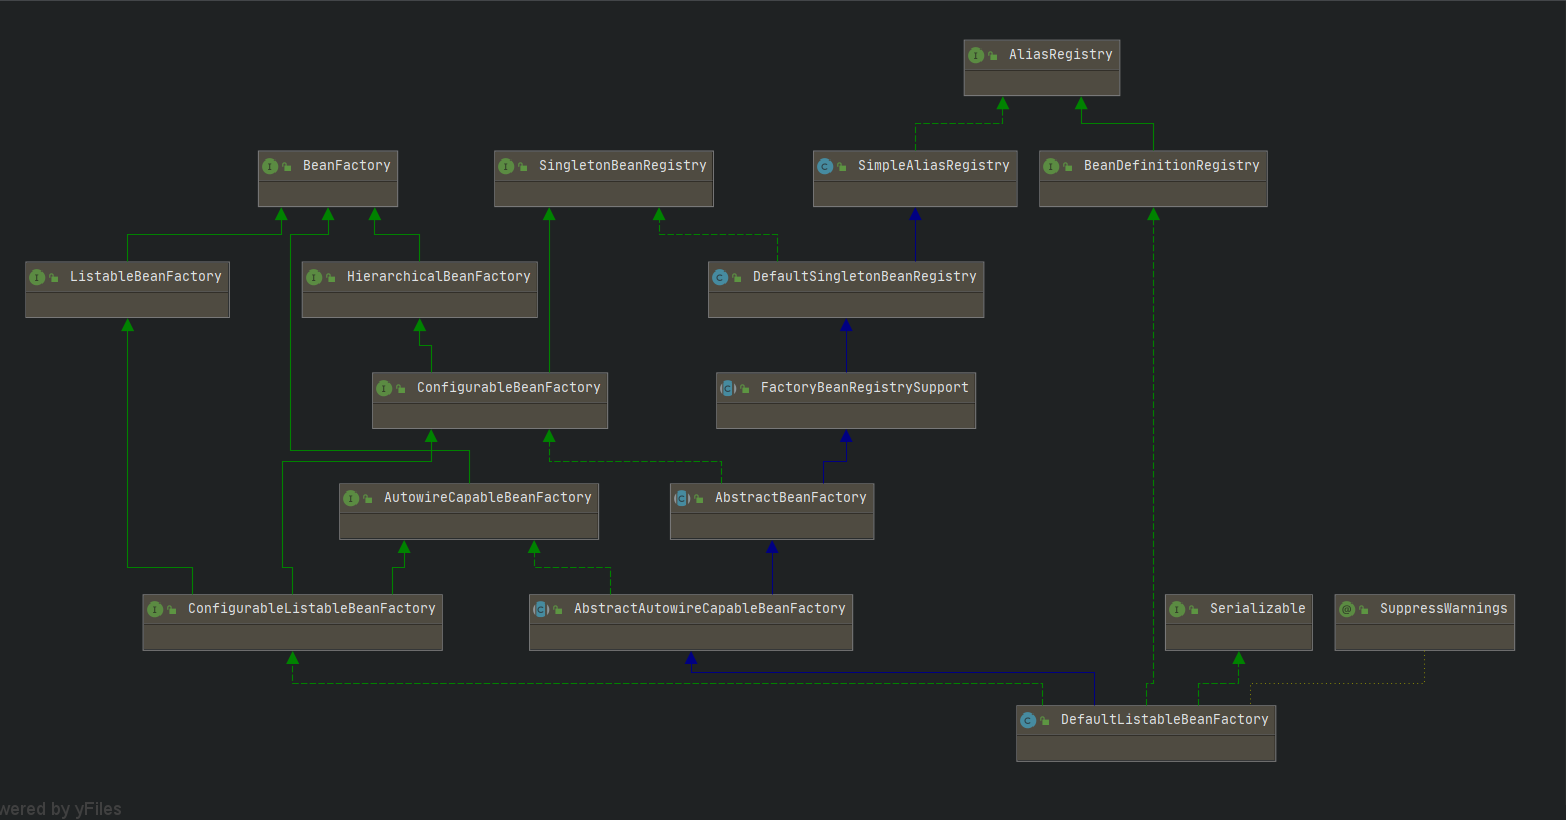 AliasRegistry
BeanFactory
SingletonBeanRegistry
SimpleAliasRegistry
BeanDefinitionRegistry
ListableBeanFactory
HierarchicalBeanFactory
DefaultSingletonBeanRegistry
ConfigurableBeanFactory
FactoryBeanRegistrySupport
AutowireCapableBeanFactory
AbstractBeanFactory
ConfigurableListableBeanFactory
AbstractAutowireCapableBeanFactory
Serializable
SuppressWarnings
DefaultListableBeanFactory
wered by yFiles